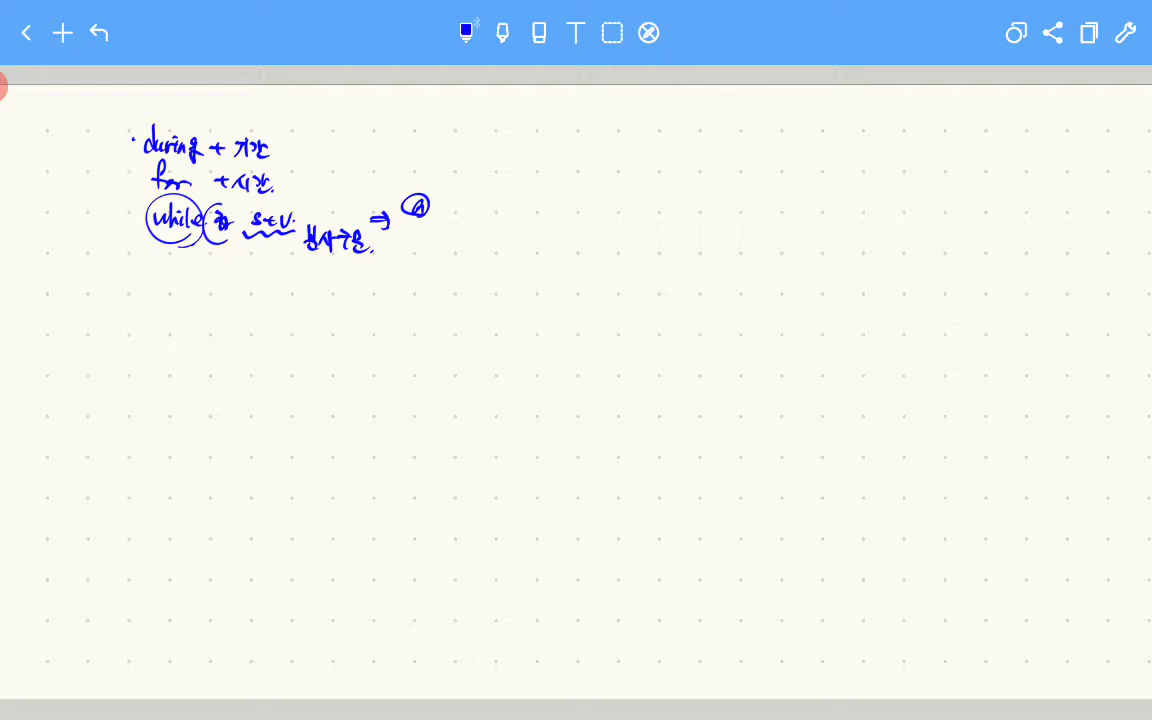 · during + 기간
for + 시간.
while 접 S+V. 분사구문. ⇒ ⓐ